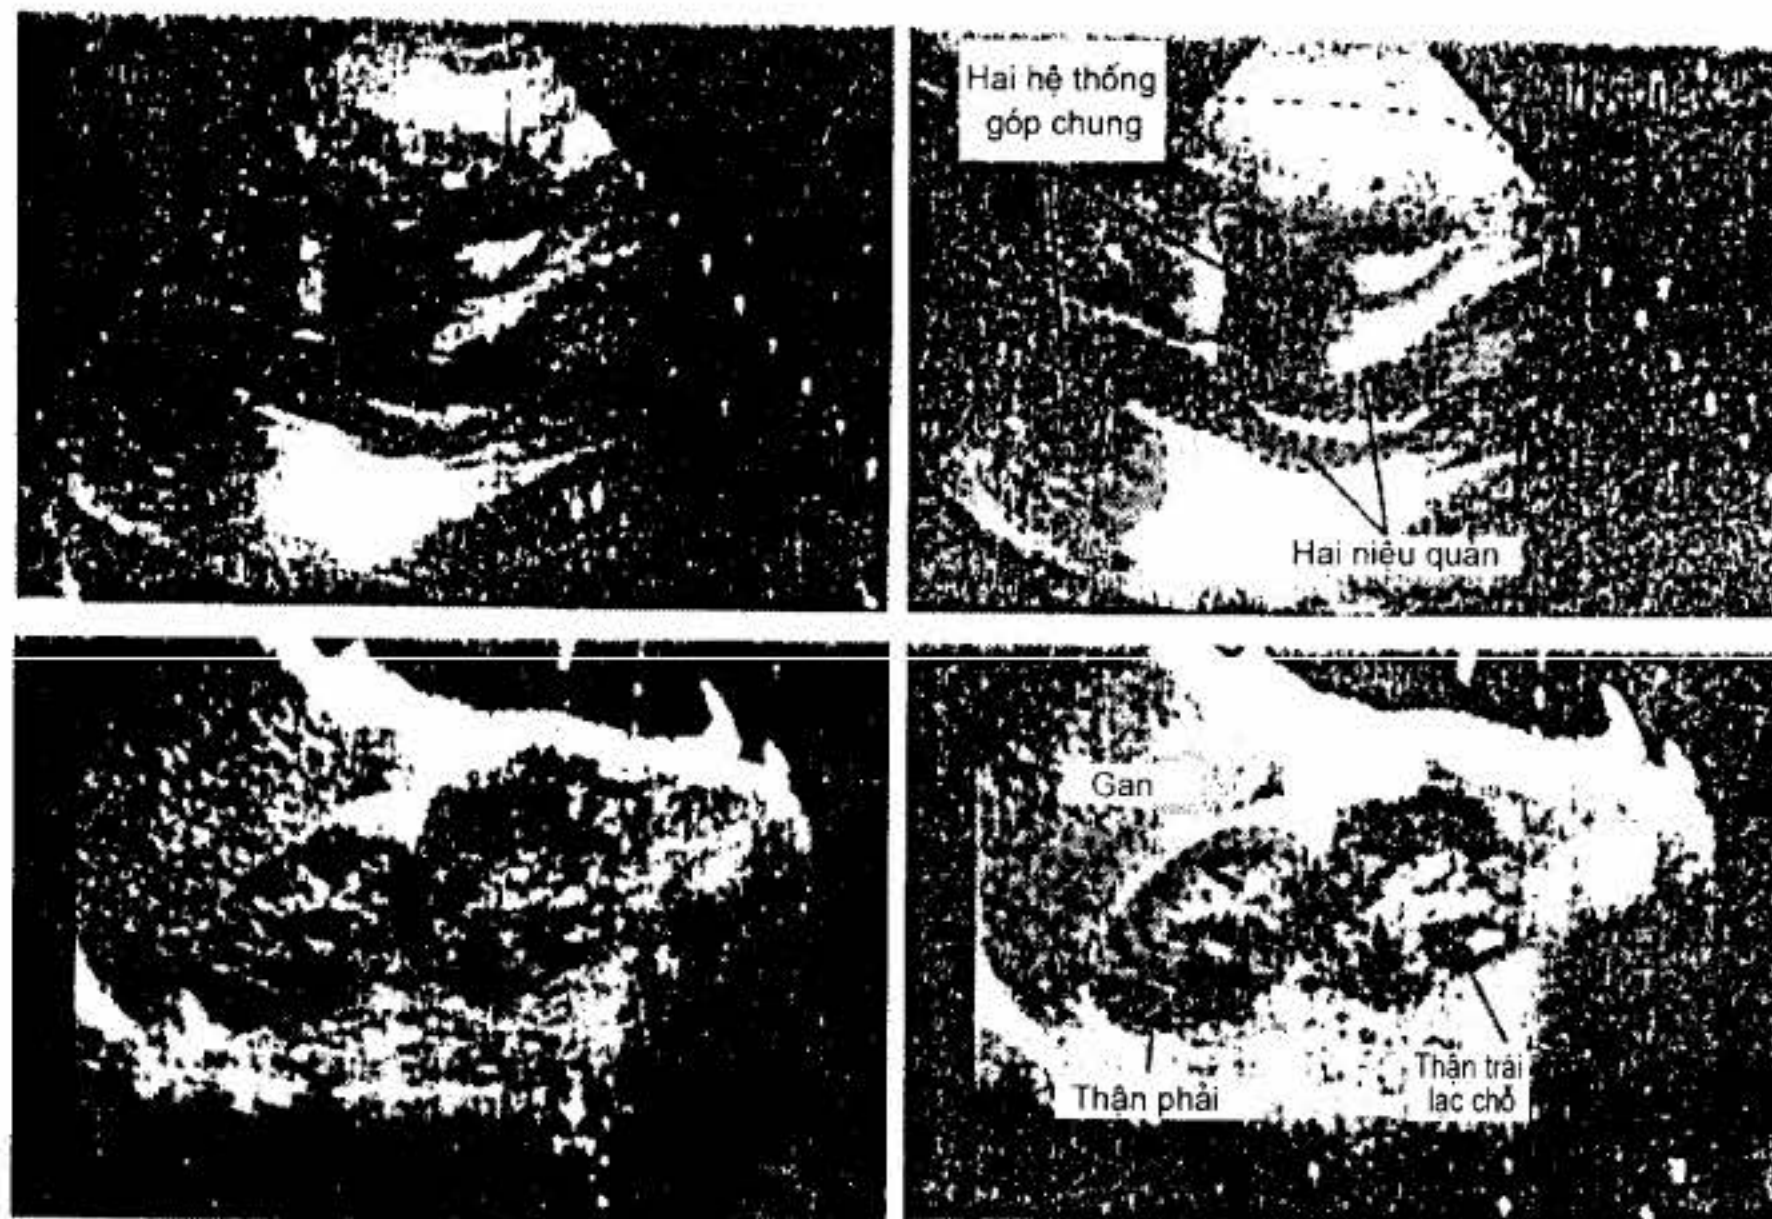 Hai hệ thống
góp chung
Hai niệu quản
Gan
Thận phải
Thận trái
lạc chỗ